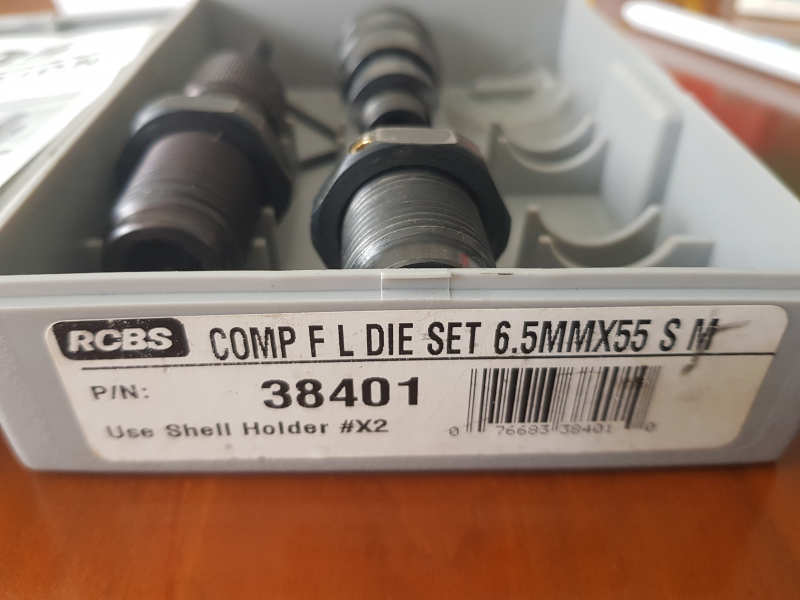 RCBS
COMP F L DIE SET 6.5MMX55 S M
P/N: 38401
Use Shell Holder #X2
0 76683 38401 0